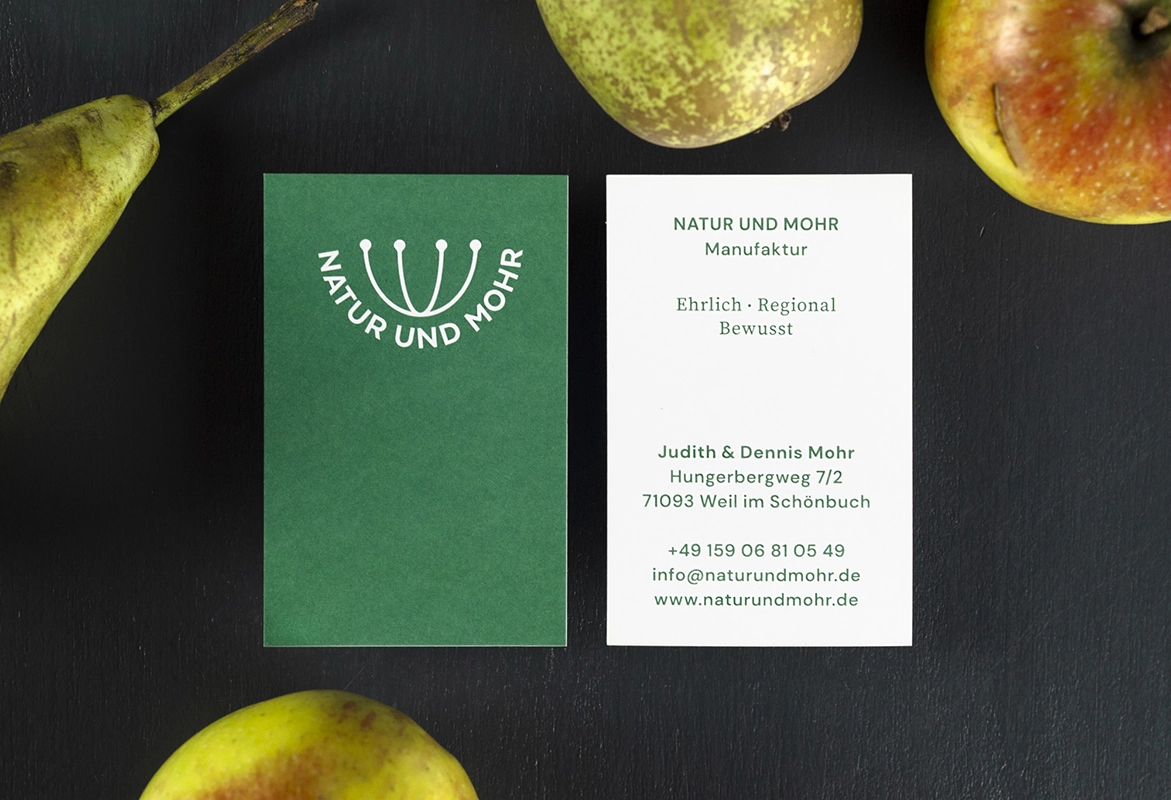 NATUR UND MOHR
NATUR UND MOHR
Manufaktur
Ehrlich · Regional
Bewusst
Judith & Dennis Mohr
Hungerbergweg 7/2
71093 Weil im Schönbuch
+49 159 06 81 05 49
info@naturundmohr.de
www.naturundmohr.de